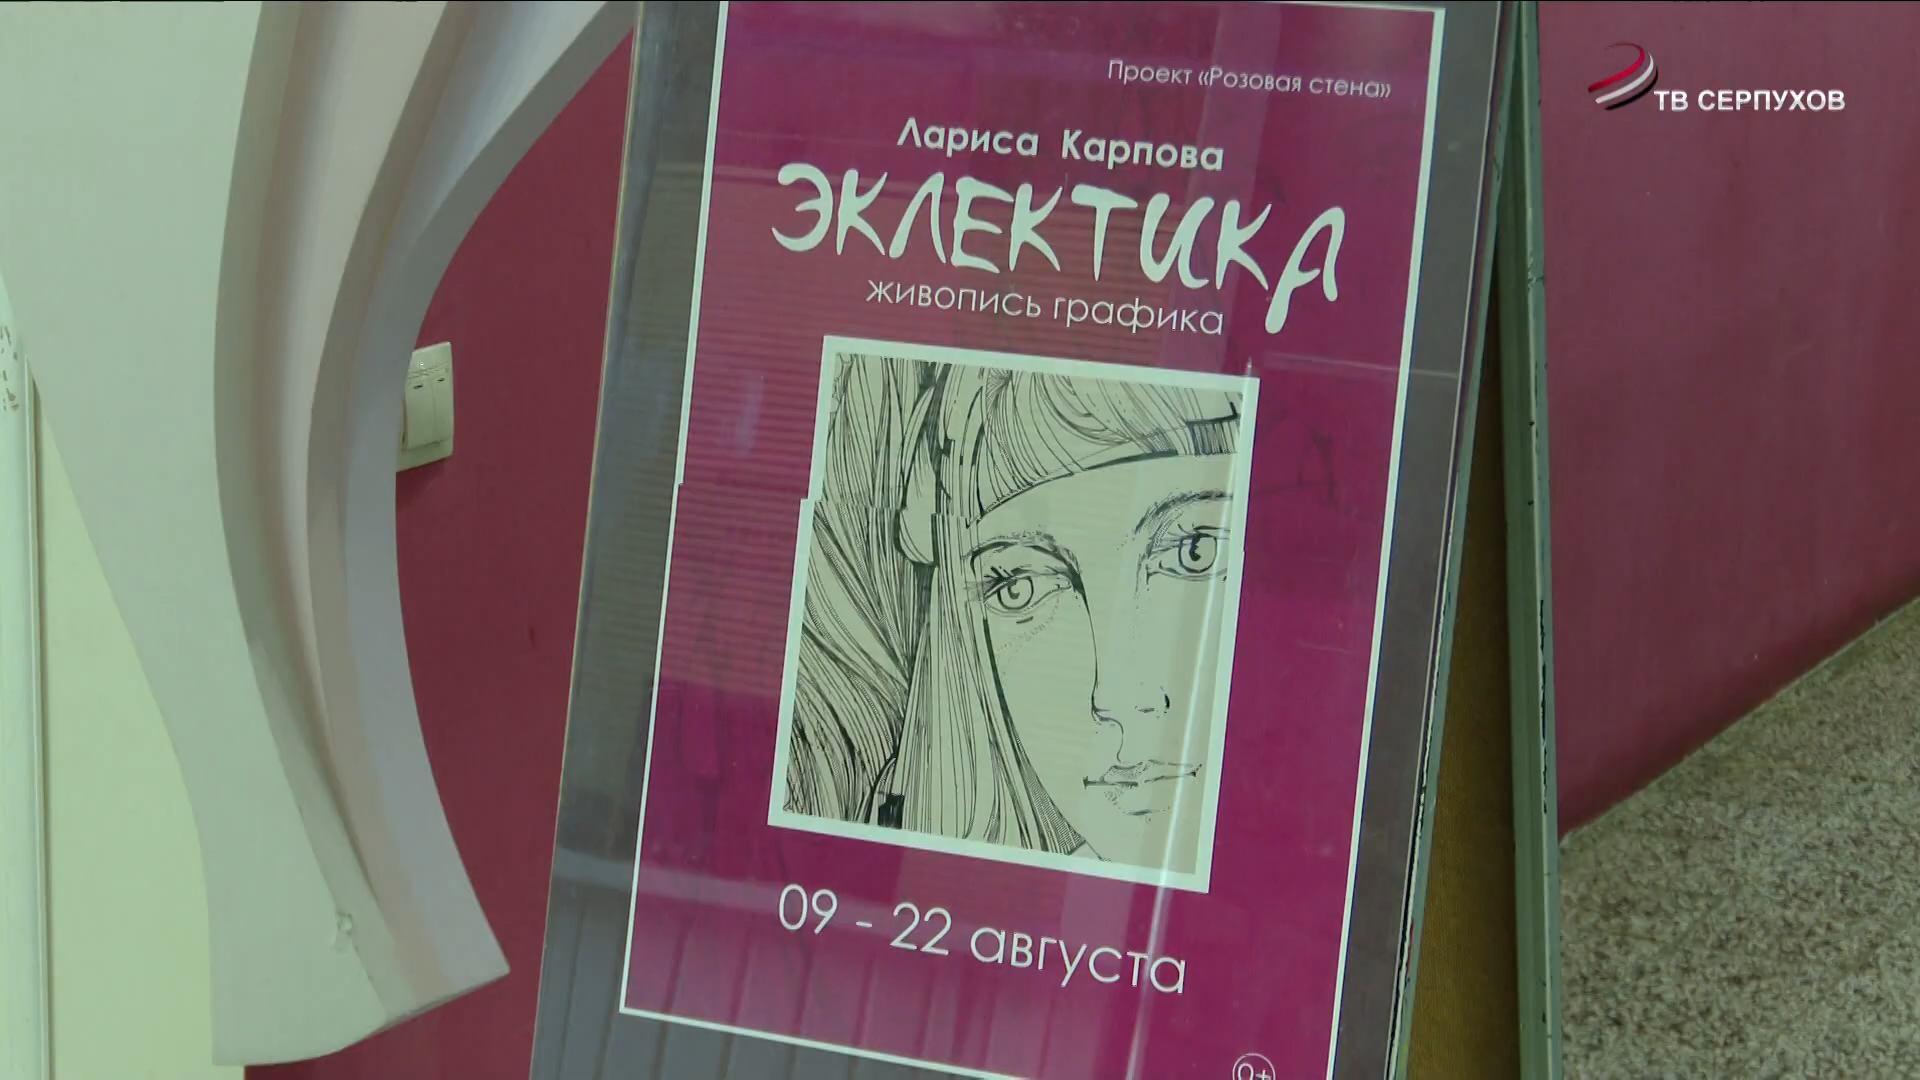 Проект «Розовая стена»
ТВ СЕРПУХОВ
Лариса Карпова
ЭКЛЕКТИКА
живопись графика
09 - 22 августа
0+